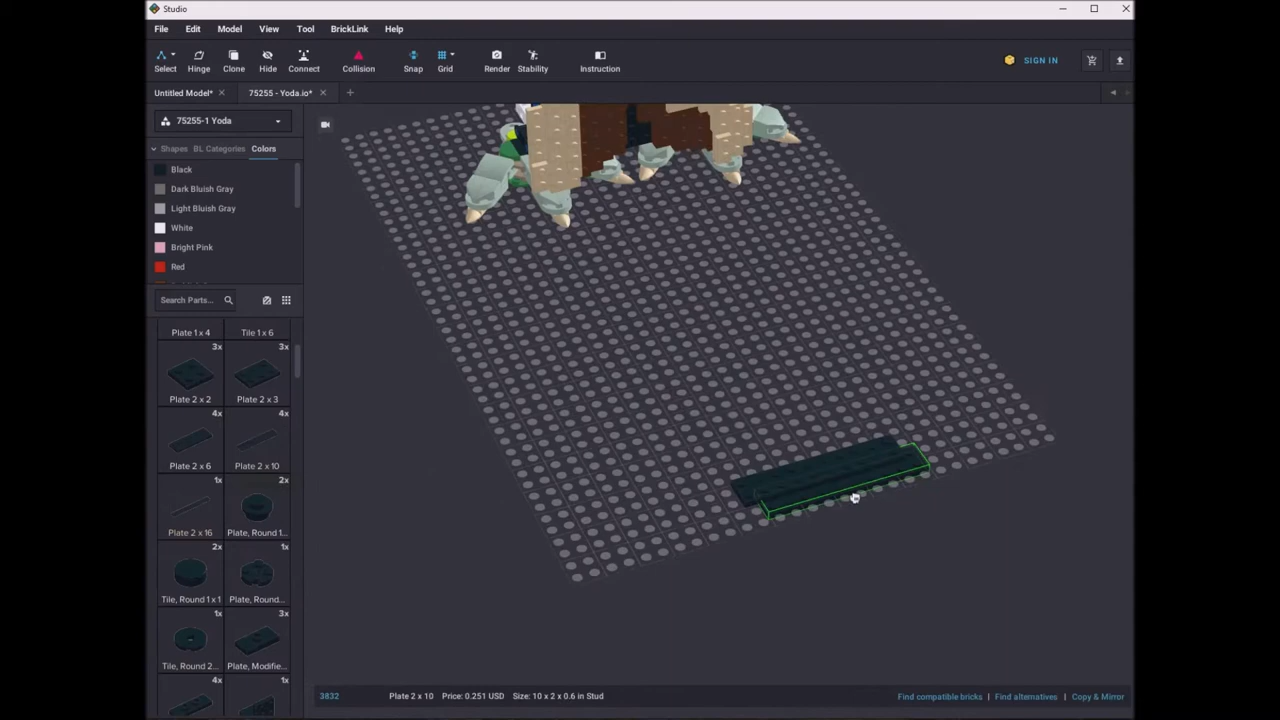 Studio
File Edit Model View Tool BrickLink Help
Select Hinge Clone Hide Connect Collision Snap Grid Render Stability Instruction SIGN IN
Untitled Model* 75255 - Yoda.io*
75255-1 Yoda
Shapes BL Categories Colors
Black
Dark Bluish Gray
Light Bluish Gray
White
Bright Pink
Red
Search Parts...
Plate 1 x 4 Tile 1 x 6
3x 3x
Plate 2 x 2 Plate 2 x 3
4x 4x
Plate 2 x 6 Plate 2 x 10
1x 2x
Plate 2 x 16 Plate, Round 1...
2x 1x
Tile, Round 1 x 1 Plate, Round...
1x 3x
Tile, Round 2... Plate, Modifie...
4x 1x
3832 Plate 2 x 10 Price: 0.251 USD Size: 10 x 2 x 0.6 in Stud Find compatible bricks | Find alternatives | Copy & Mirror